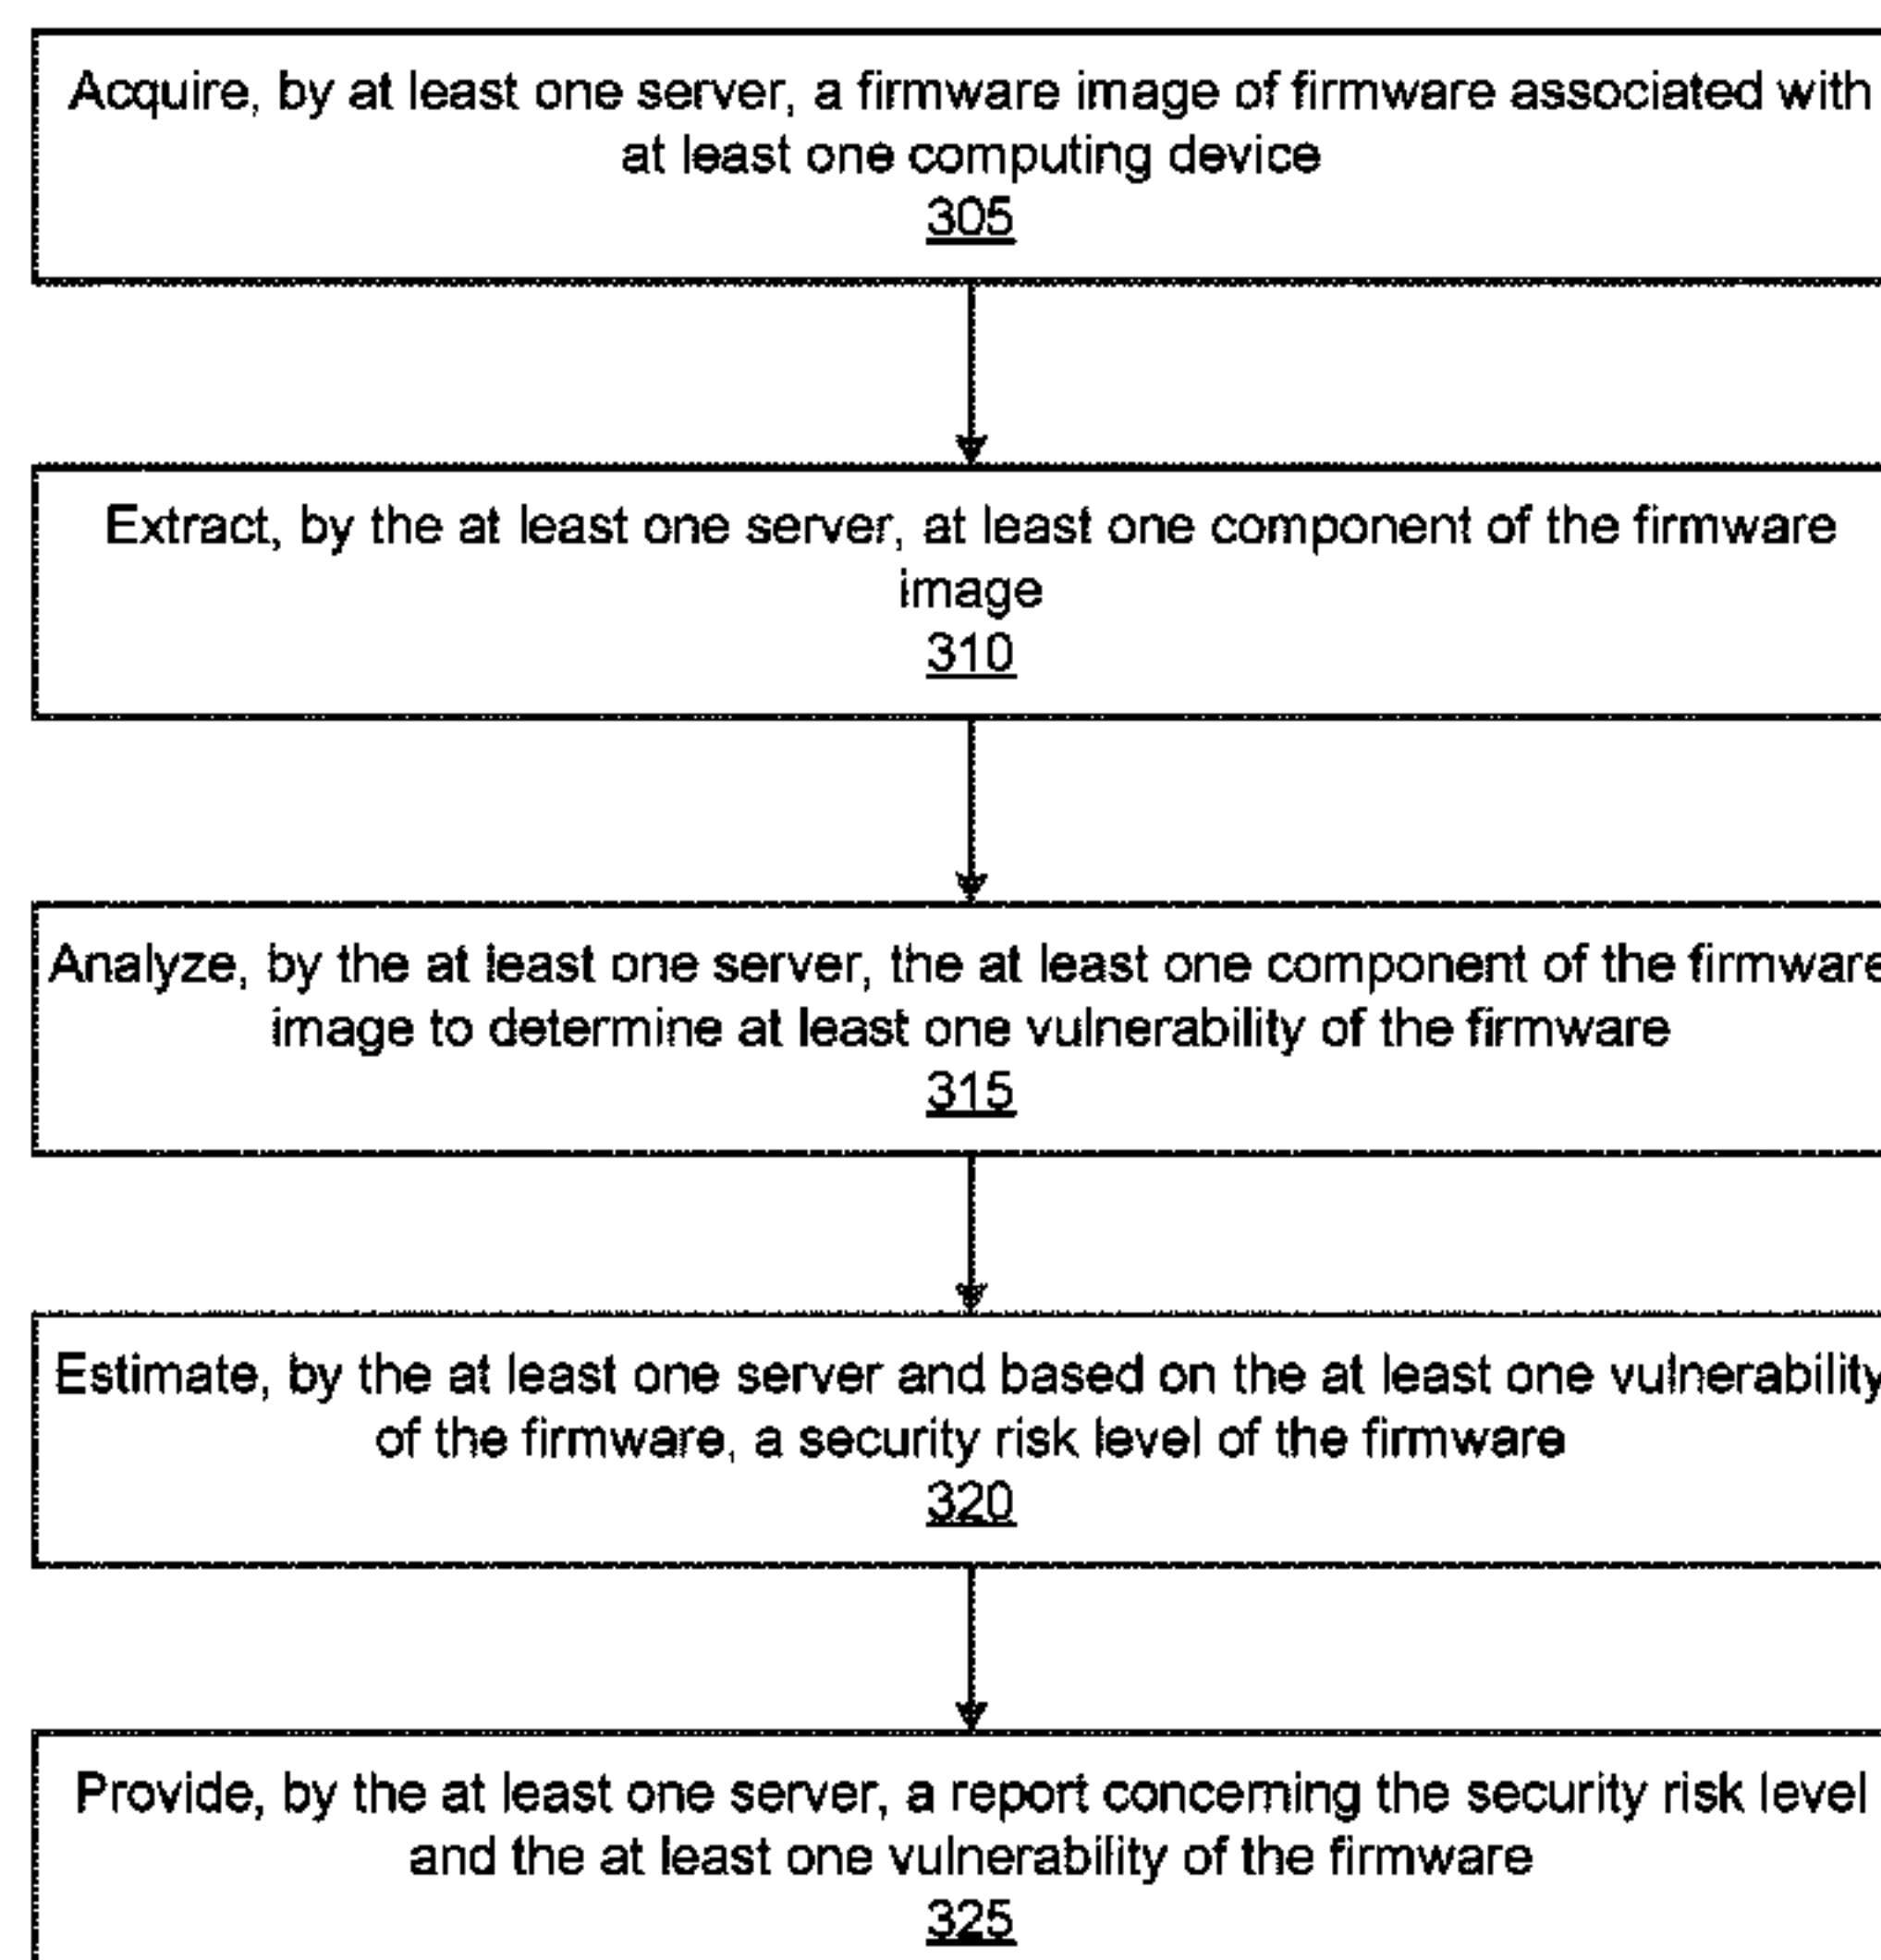 Acquire, by at least one server, a firmware image of firmware associated with
at least one computing device
305
Extract, by the at least one server, at least one component of the firmware
image
310
Analyze, by the at least one server, the at least one component of the firmware
image to determine at least one vulnerability of the firmware
315
Estimate, by the at least one server and based on the at least one vulnerability
of the firmware, a security risk level of the firmware
320
Provide, by the at least one server, a report concerning the security risk level
and the at least one vulnerability of the firmware
325